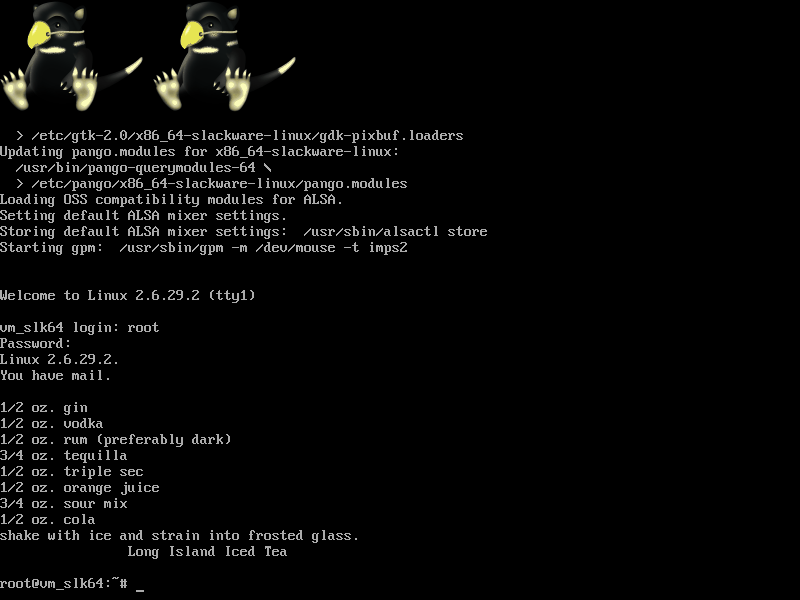 > /etc/gtk-2.0/x86_64-slackware-linux/gdk-pixbuf.loaders
Updating pango.modules for x86_64-slackware-linux:
  /usr/bin/pango-querymodules-64 \
  > /etc/pango/x86_64-slackware-linux/pango.modules
Loading OSS compatibility modules for ALSA.
Setting default ALSA mixer settings.
Storing default ALSA mixer settings:  /usr/sbin/alsactl store
Starting gpm:  /usr/sbin/gpm -m /dev/mouse -t imps2
Welcome to Linux 2.6.29.2 (tty1)
vm_slk64 login: root
Password:
Linux 2.6.29.2.
You have mail.
1/2 oz. gin
1/2 oz. vodka
1/2 oz. rum (preferably dark)
3/4 oz. tequilla
1/2 oz. triple sec
1/2 oz. orange juice
3/4 oz. sour mix
1/2 oz. cola
shake with ice and strain into frosted glass.
                Long Island Iced Tea
root@vm_slk64:~# _